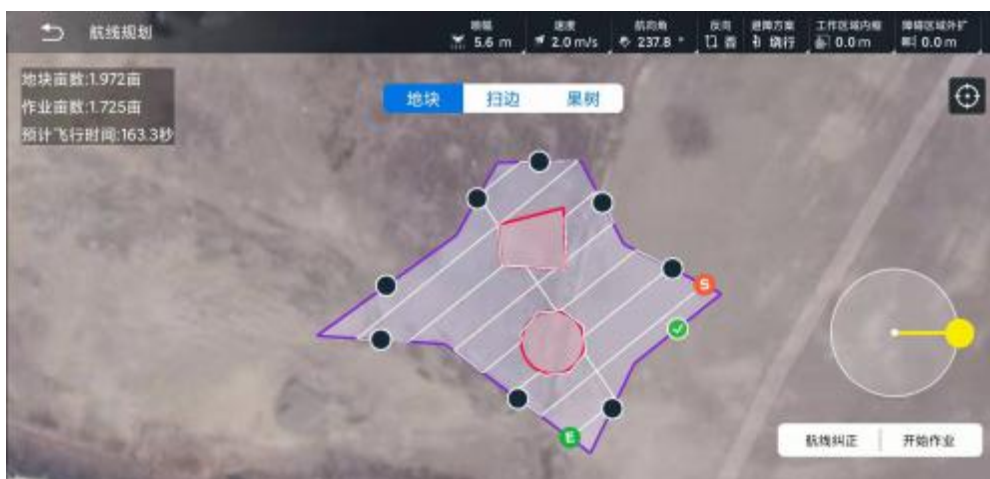 航线规划
喷幅 速度 航向角 反向 避障方案 工作区域内缩 障碍区域外扩
5.6 m 2.0 m/s 237.8 ° 否 绕行 0.0 m 0.0 m
地块亩数:1.972亩
作业亩数:1.725亩
预计飞行时间:163.3秒
地块 扫边 果树
S
E
航线纠正 开始作业